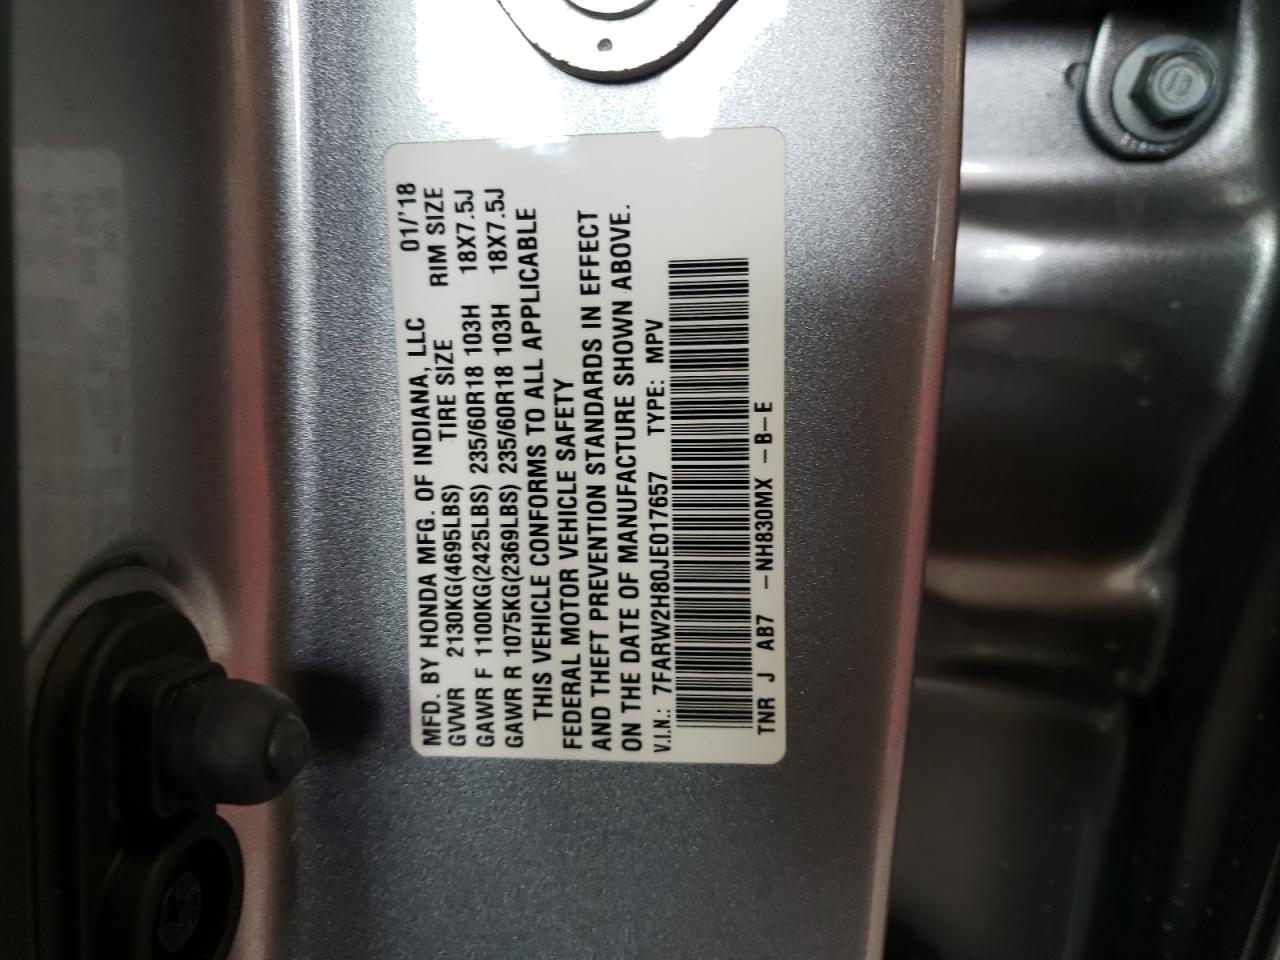 MFD. BY HONDA MFG. OF INDIANA, LLC 01/'18
GVWR 2130KG(4695LBS) TIRE SIZE RIM SIZE
GAWR F 1100KG(2425LBS) 235/60R18 103H 18X7.5J
GAWR R 1075KG(2369LBS) 235/60R18 103H 18X7.5J
THIS VEHICLE CONFORMS TO ALL APPLICABLE
FEDERAL MOTOR VEHICLE SAFETY
AND THEFT PREVENTION STANDARDS IN EFFECT
ON THE DATE OF MANUFACTURE SHOWN ABOVE.
V.I.N.: 7FARW2H80JE017657 TYPE: MPV
TNR J AB7 -NH830MX -B-E